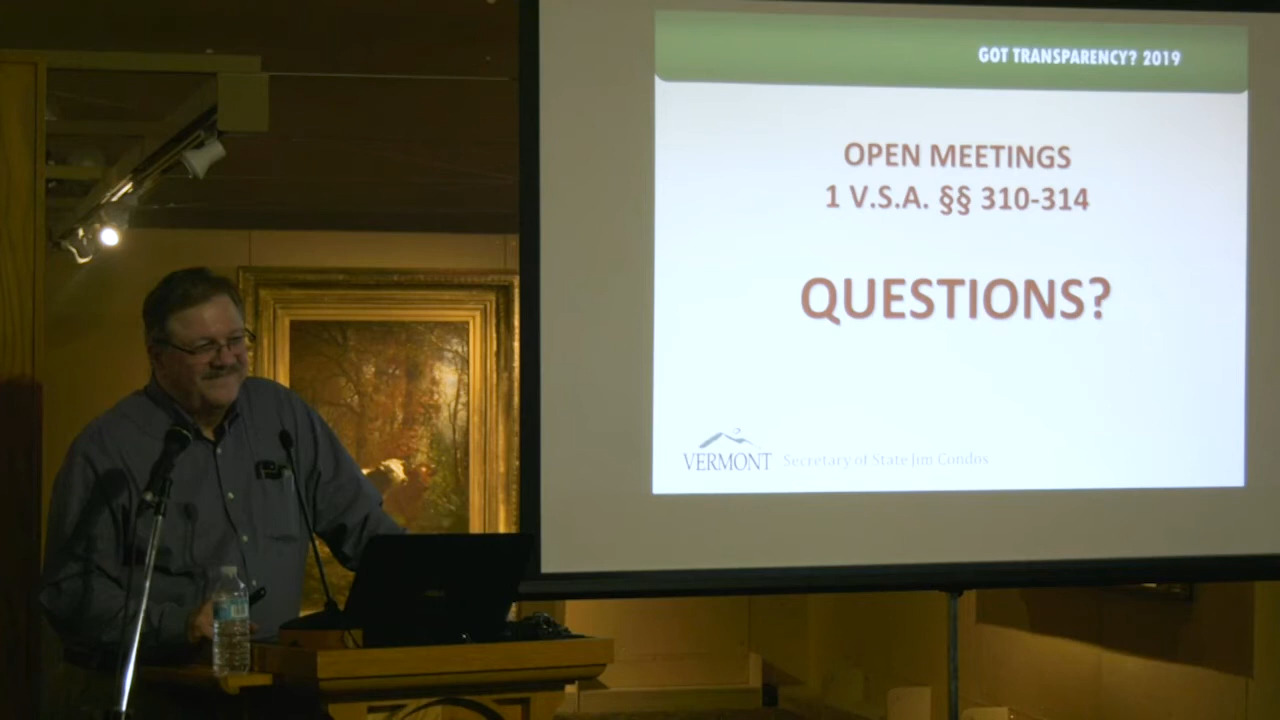 GOT TRANSPARENCY? 2019
OPEN MEETINGS
1 V.S.A. §§ 310-314
QUESTIONS?
VERMONT Secretary of State Jim Condos